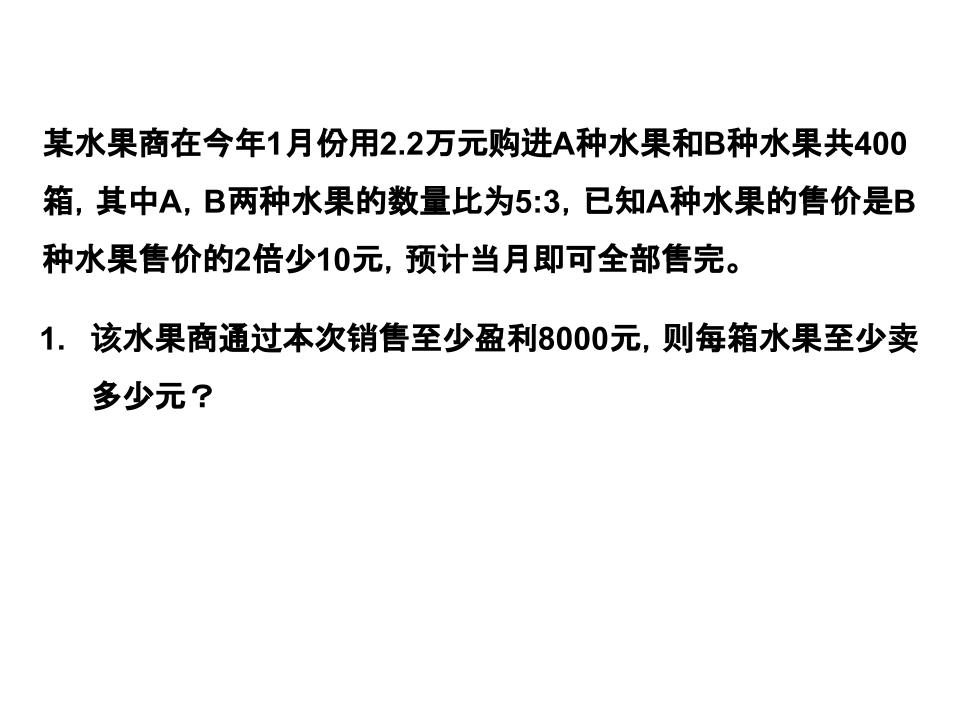 某水果商在今年1月份用2.2万元购进A种水果和B种水果共400
箱，其中A，B两种水果的数量比为5:3，已知A种水果的售价是B
种水果售价的2倍少10元，预计当月即可全部售完。
1. 该水果商通过本次销售至少盈利8000元，则每箱水果至少卖
多少元？